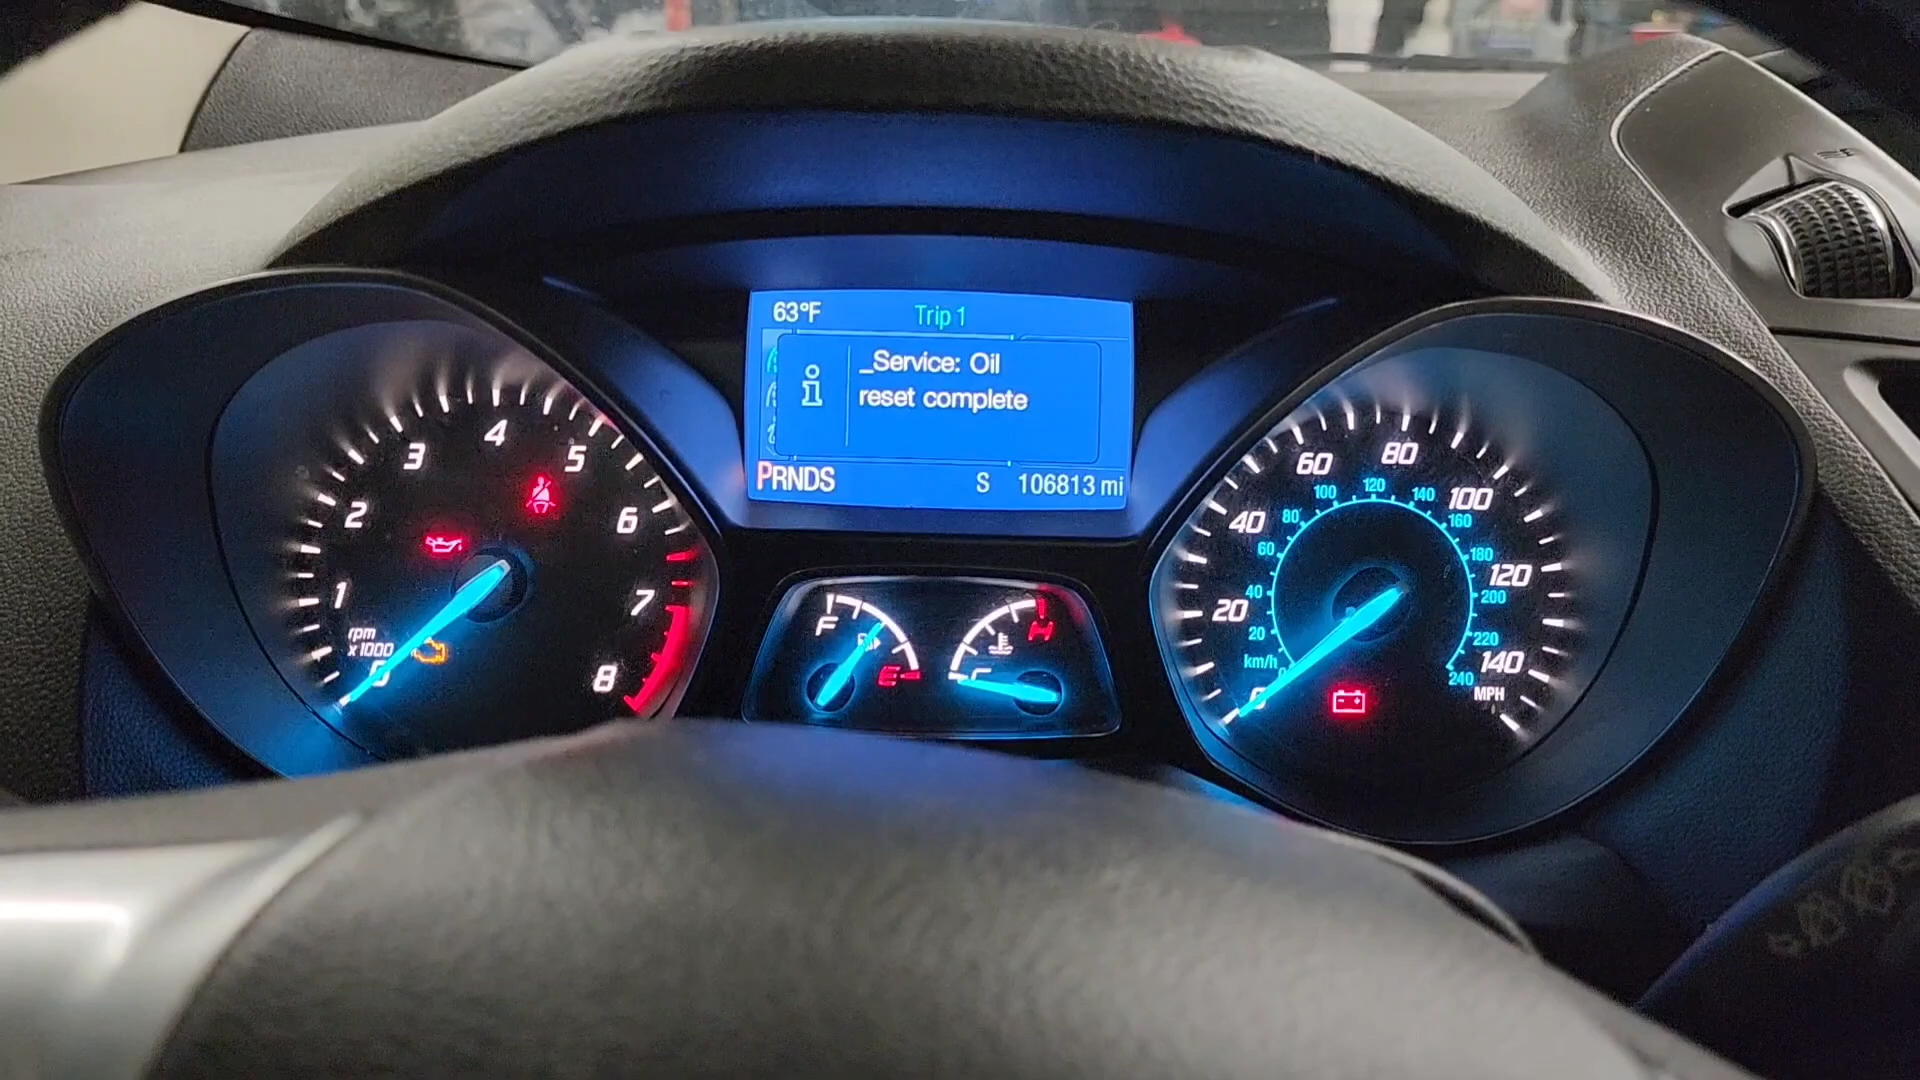 63°F Trip 1
_Service: Oil
reset complete
PRNDS S 106813 mi
0 1 2 3 4 5 6 7 8
rpm
x1000
F E
C H
0 20 40 60 80 100 120 140
MPH
20 40 60 80 100 120 140 160 180 200 220 240
km/h